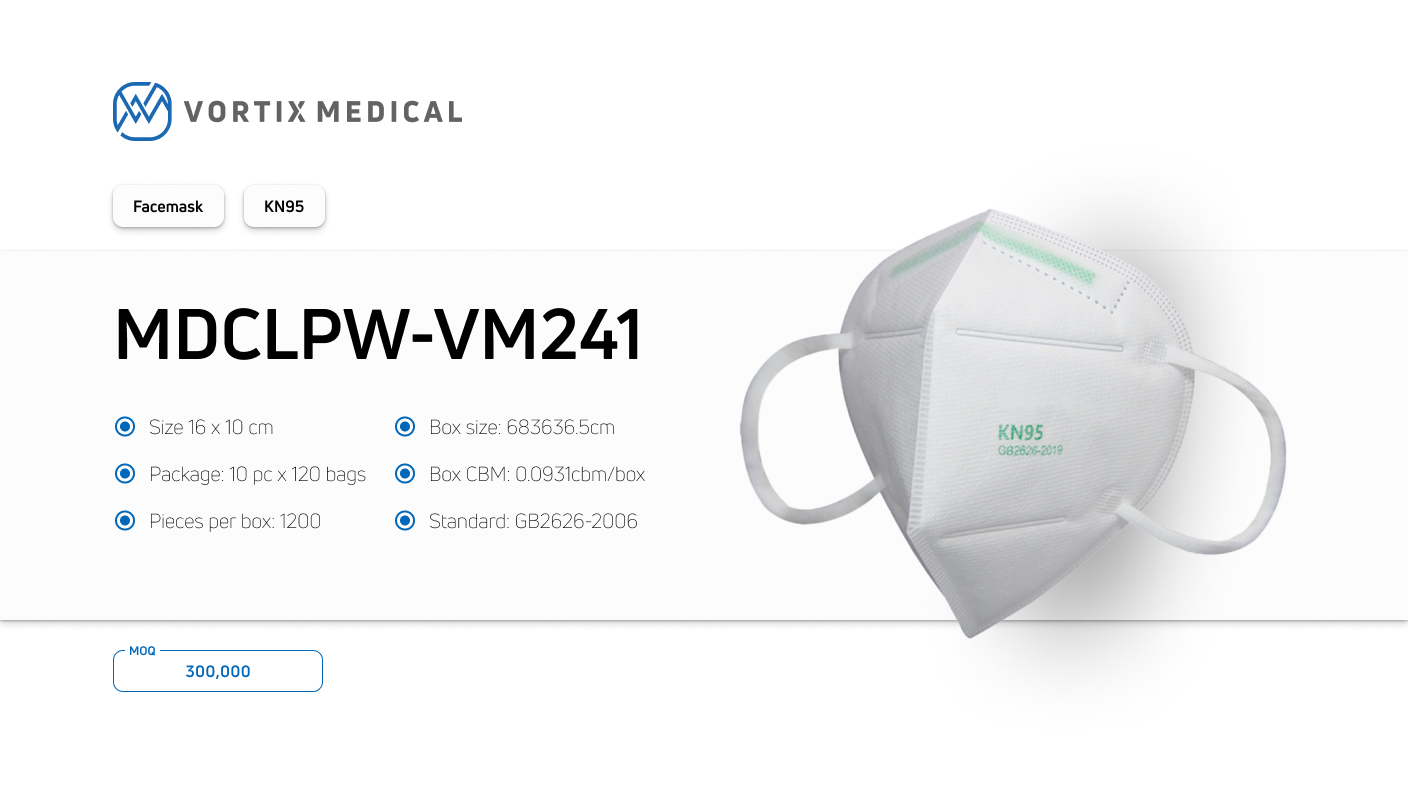 VORTIX MEDICAL
Facemask
KN95
MDCLPW-VM241
Size 16 x 10 cm
Box size: 683636.5cm
Package: 10 pc x 120 bags
Box CBM: 0.0931cbm/box
Pieces per box: 1200
Standard: GB2626-2006
KN95
GB2626-2019
MOQ
300,000